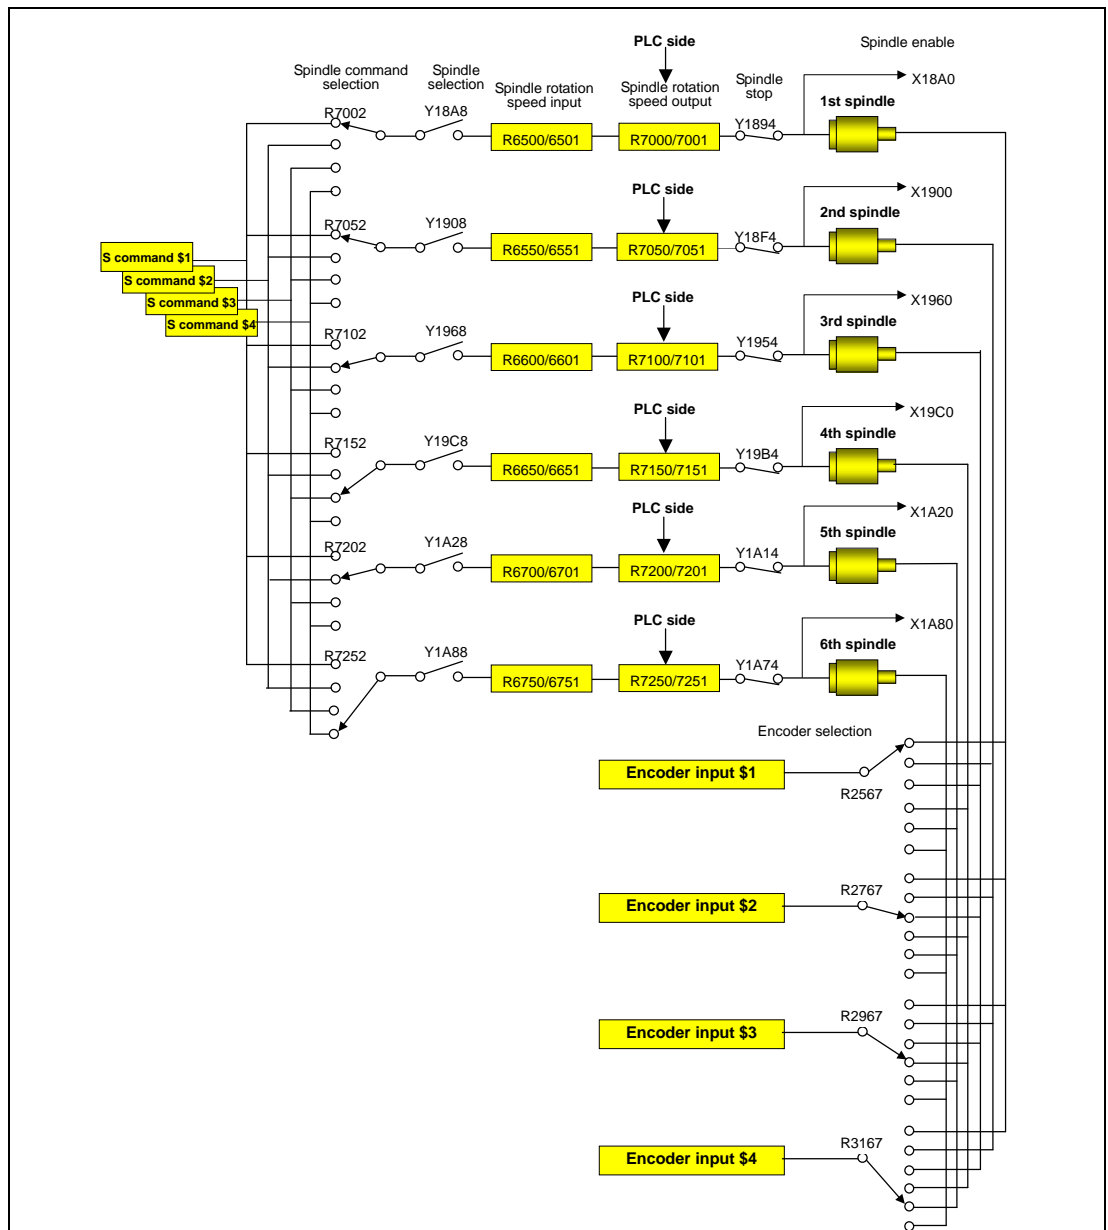 PLC side
Spindle enable
Spindle command
selection
Spindle
selection
Spindle rotation
speed input
Spindle rotation
speed output
Spindle
stop
X18A0
R7002
Y18A8
R6500/6501
R7000/7001
Y1894
1st spindle
PLC side
X1900
R7052
Y1908
R6550/6551
R7050/7051
Y18F4
2nd spindle
S command $1
S command $2
S command $3
S command $4
PLC side
X1960
R7102
Y1968
R6600/6601
R7100/7101
Y1954
3rd spindle
PLC side
X19C0
R7152
Y19C8
R6650/6651
R7150/7151
Y19B4
4th spindle
PLC side
X1A20
R7202
Y1A28
R6700/6701
R7200/7201
Y1A14
5th spindle
PLC side
X1A80
R7252
Y1A88
R6750/6751
R7250/7251
Y1A74
6th spindle
Encoder selection
Encoder input $1
R2567
Encoder input $2
R2767
Encoder input $3
R2967
Encoder input $4
R3167